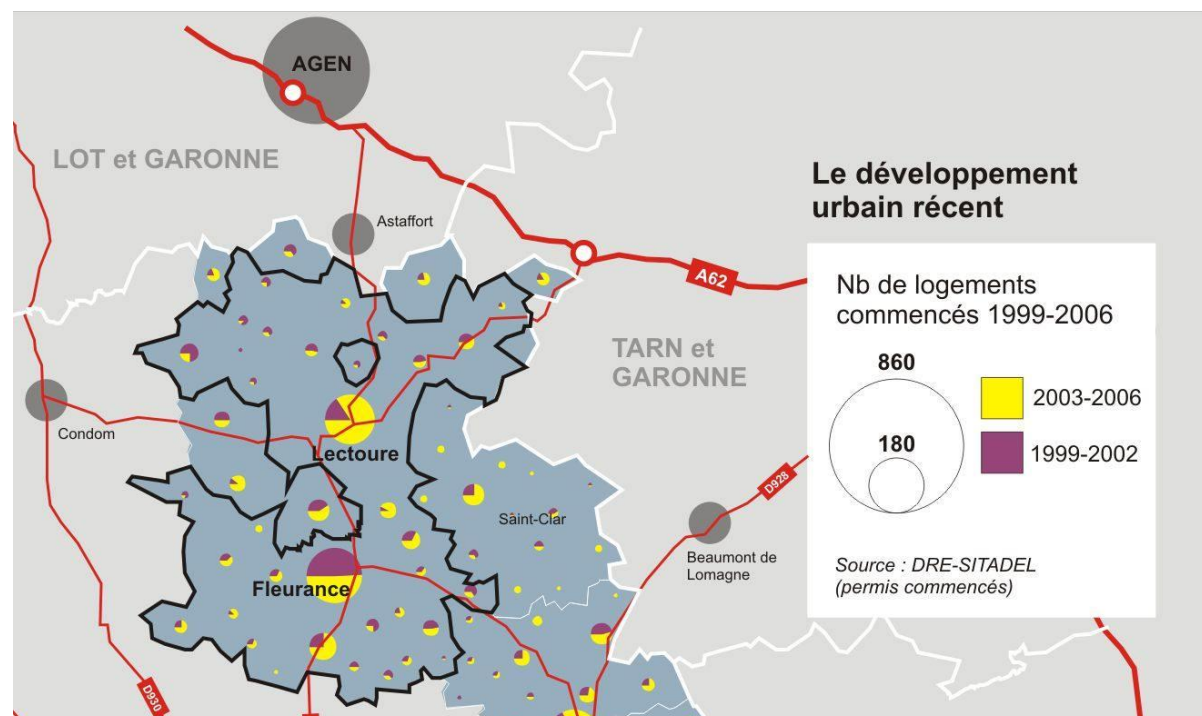 AGEN
LOT et GARONNE
Astaffort
A62
TARN et
GARONNE
Condom
Lectoure
Saint-Clar
D928
Beaumont de
Lomagne
Fleurance
D930
Le développement
urbain récent
Nb de logements
commencés 1999-2006
860
180
2003-2006
1999-2002
Source : DRE-SITADEL
(permis commencés)